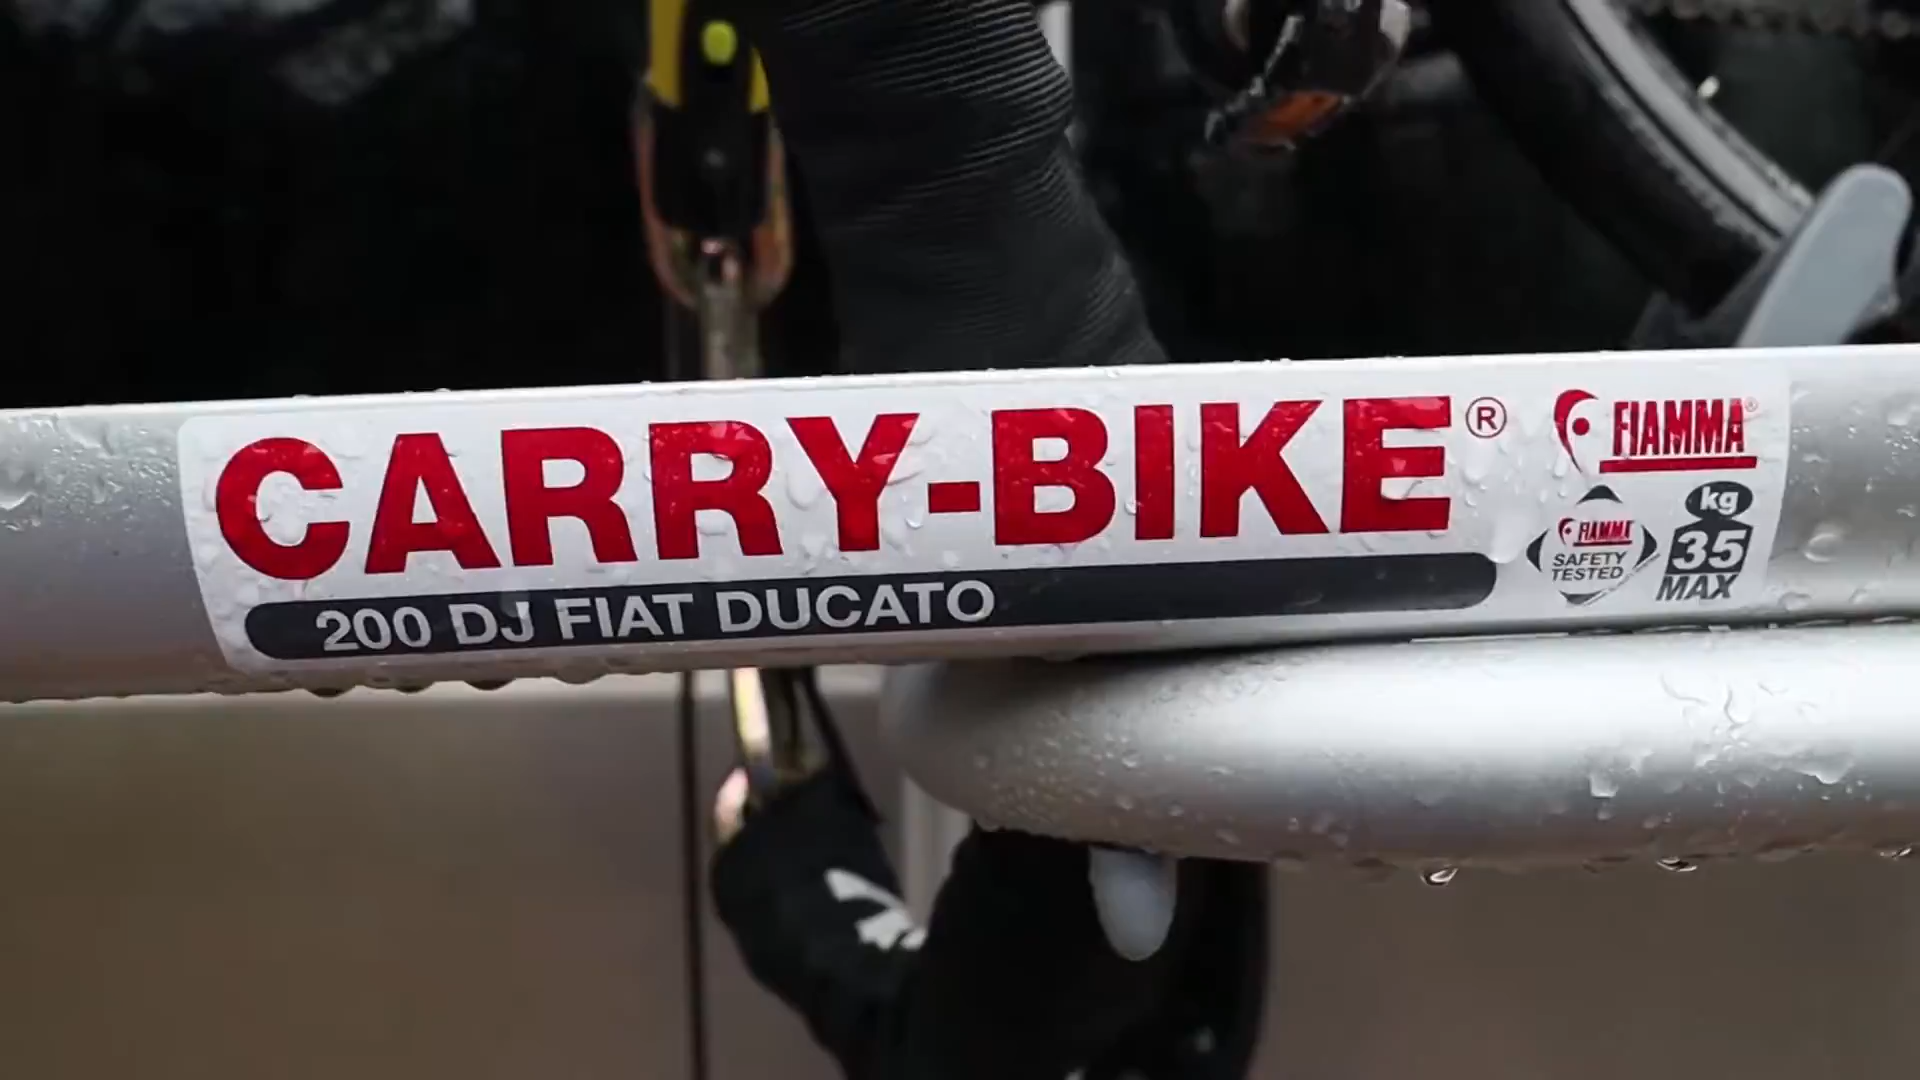 CARRY-BIKE®
200 DJ FIAT DUCATO
FIAMMA®
FIAMMA
SAFETY
TESTED
kg
35
MAX